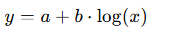 y = a + b · log(x)